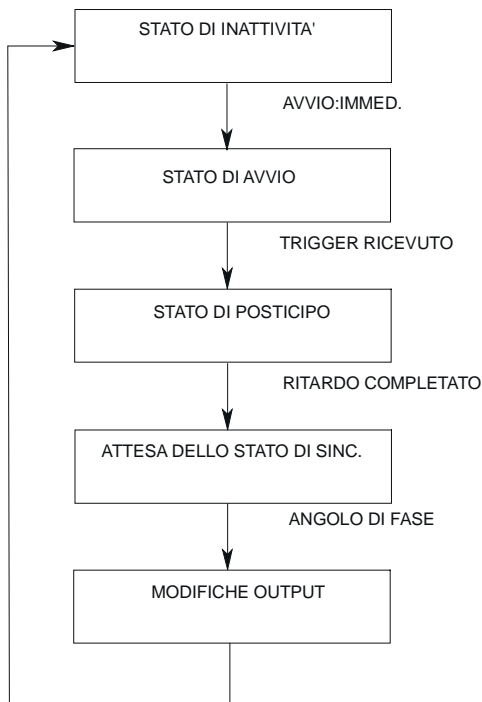 STATO DI INATTIVITA'
AVVIO:IMMED.
STATO DI AVVIO
TRIGGER RICEVUTO
STATO DI POSTICIPO
RITARDO COMPLETATO
ATTESA DELLO STATO DI SINC.
ANGOLO DI FASE
MODIFICHE OUTPUT